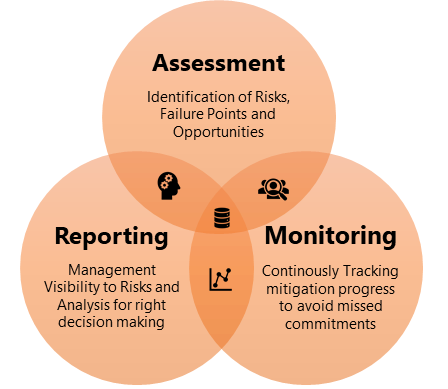 Assessment
Identification of Risks,
Failure Points and
Opportunities
Reporting
Management
Visibility to Risks and
Analysis for right
decision making
Monitoring
Continously Tracking
mitigation progress
to avoid missed
commitments